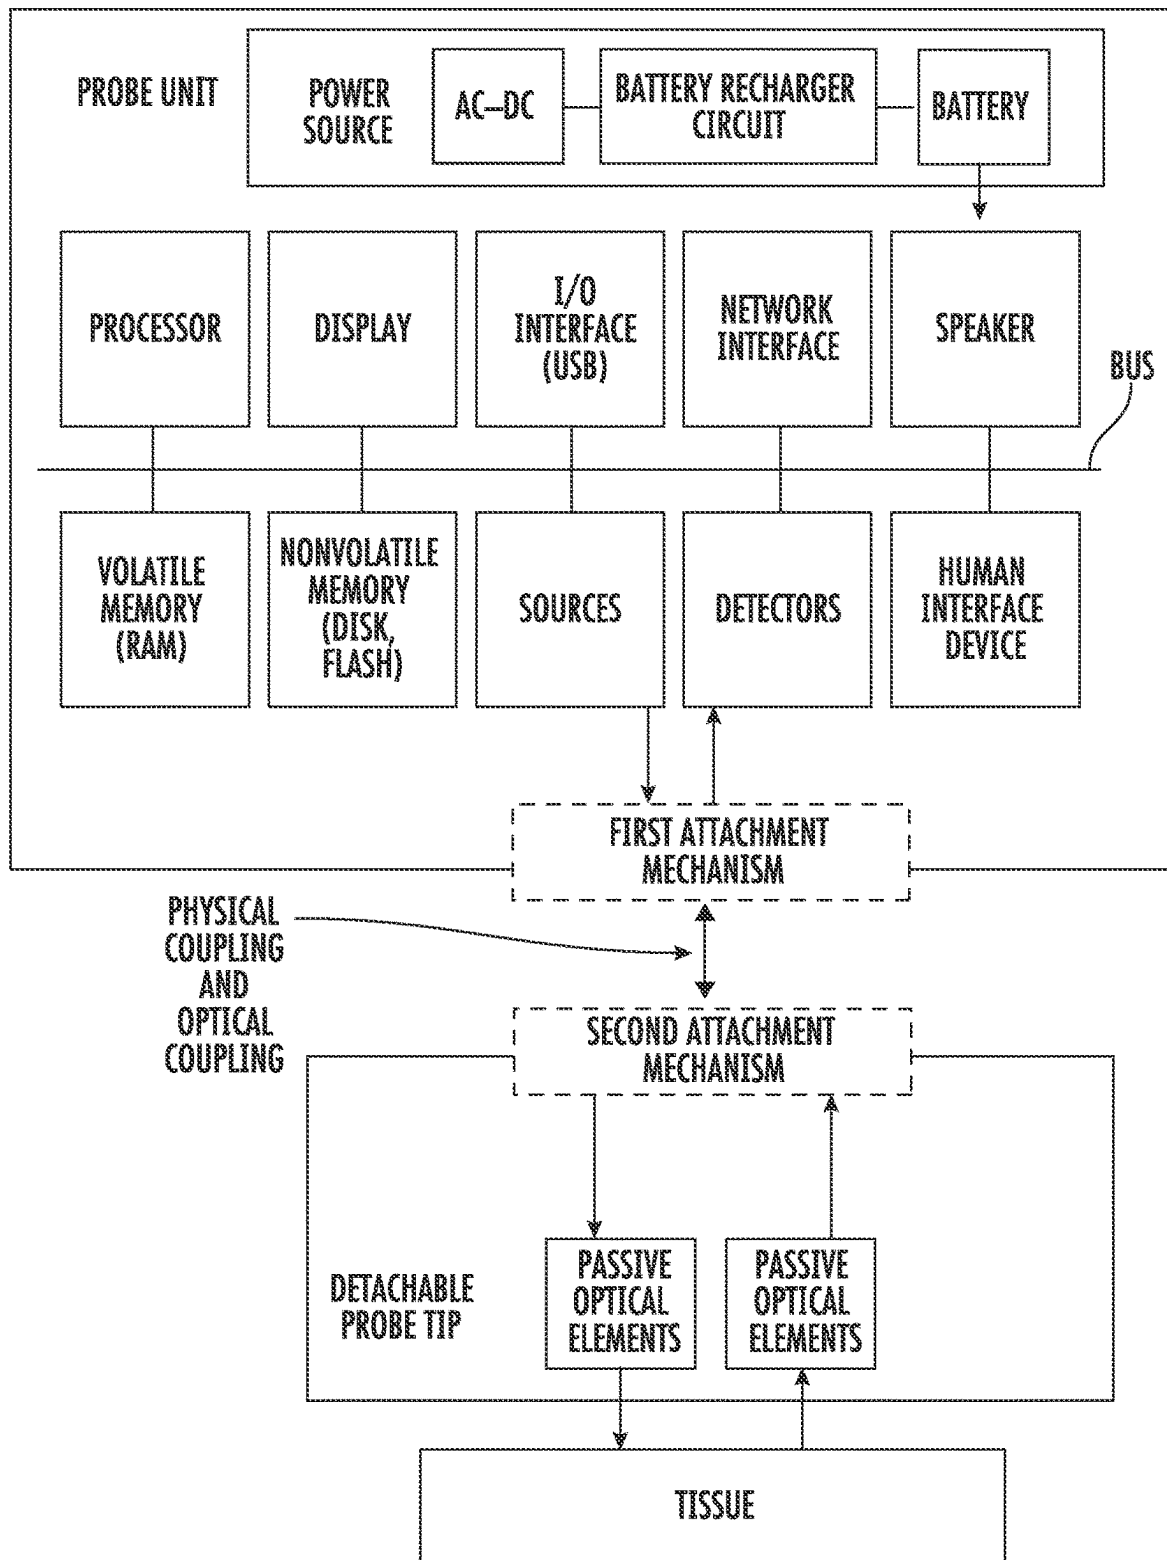 PROBE UNIT
POWER
SOURCE
AC–DC
BATTERY RECHARGER
CIRCUIT
BATTERY
PROCESSOR
DISPLAY
I/O
INTERFACE
(USB)
NETWORK
INTERFACE
SPEAKER
BUS
VOLATILE
MEMORY
(RAM)
NONVOLATILE
MEMORY
(DISK,
FLASH)
SOURCES
DETECTORS
HUMAN
INTERFACE
DEVICE
FIRST ATTACHMENT
MECHANISM
PHYSICAL
COUPLING
AND
OPTICAL
COUPLING
SECOND ATTACHMENT
MECHANISM
DETACHABLE
PROBE TIP
PASSIVE
OPTICAL
ELEMENTS
PASSIVE
OPTICAL
ELEMENTS
TISSUE